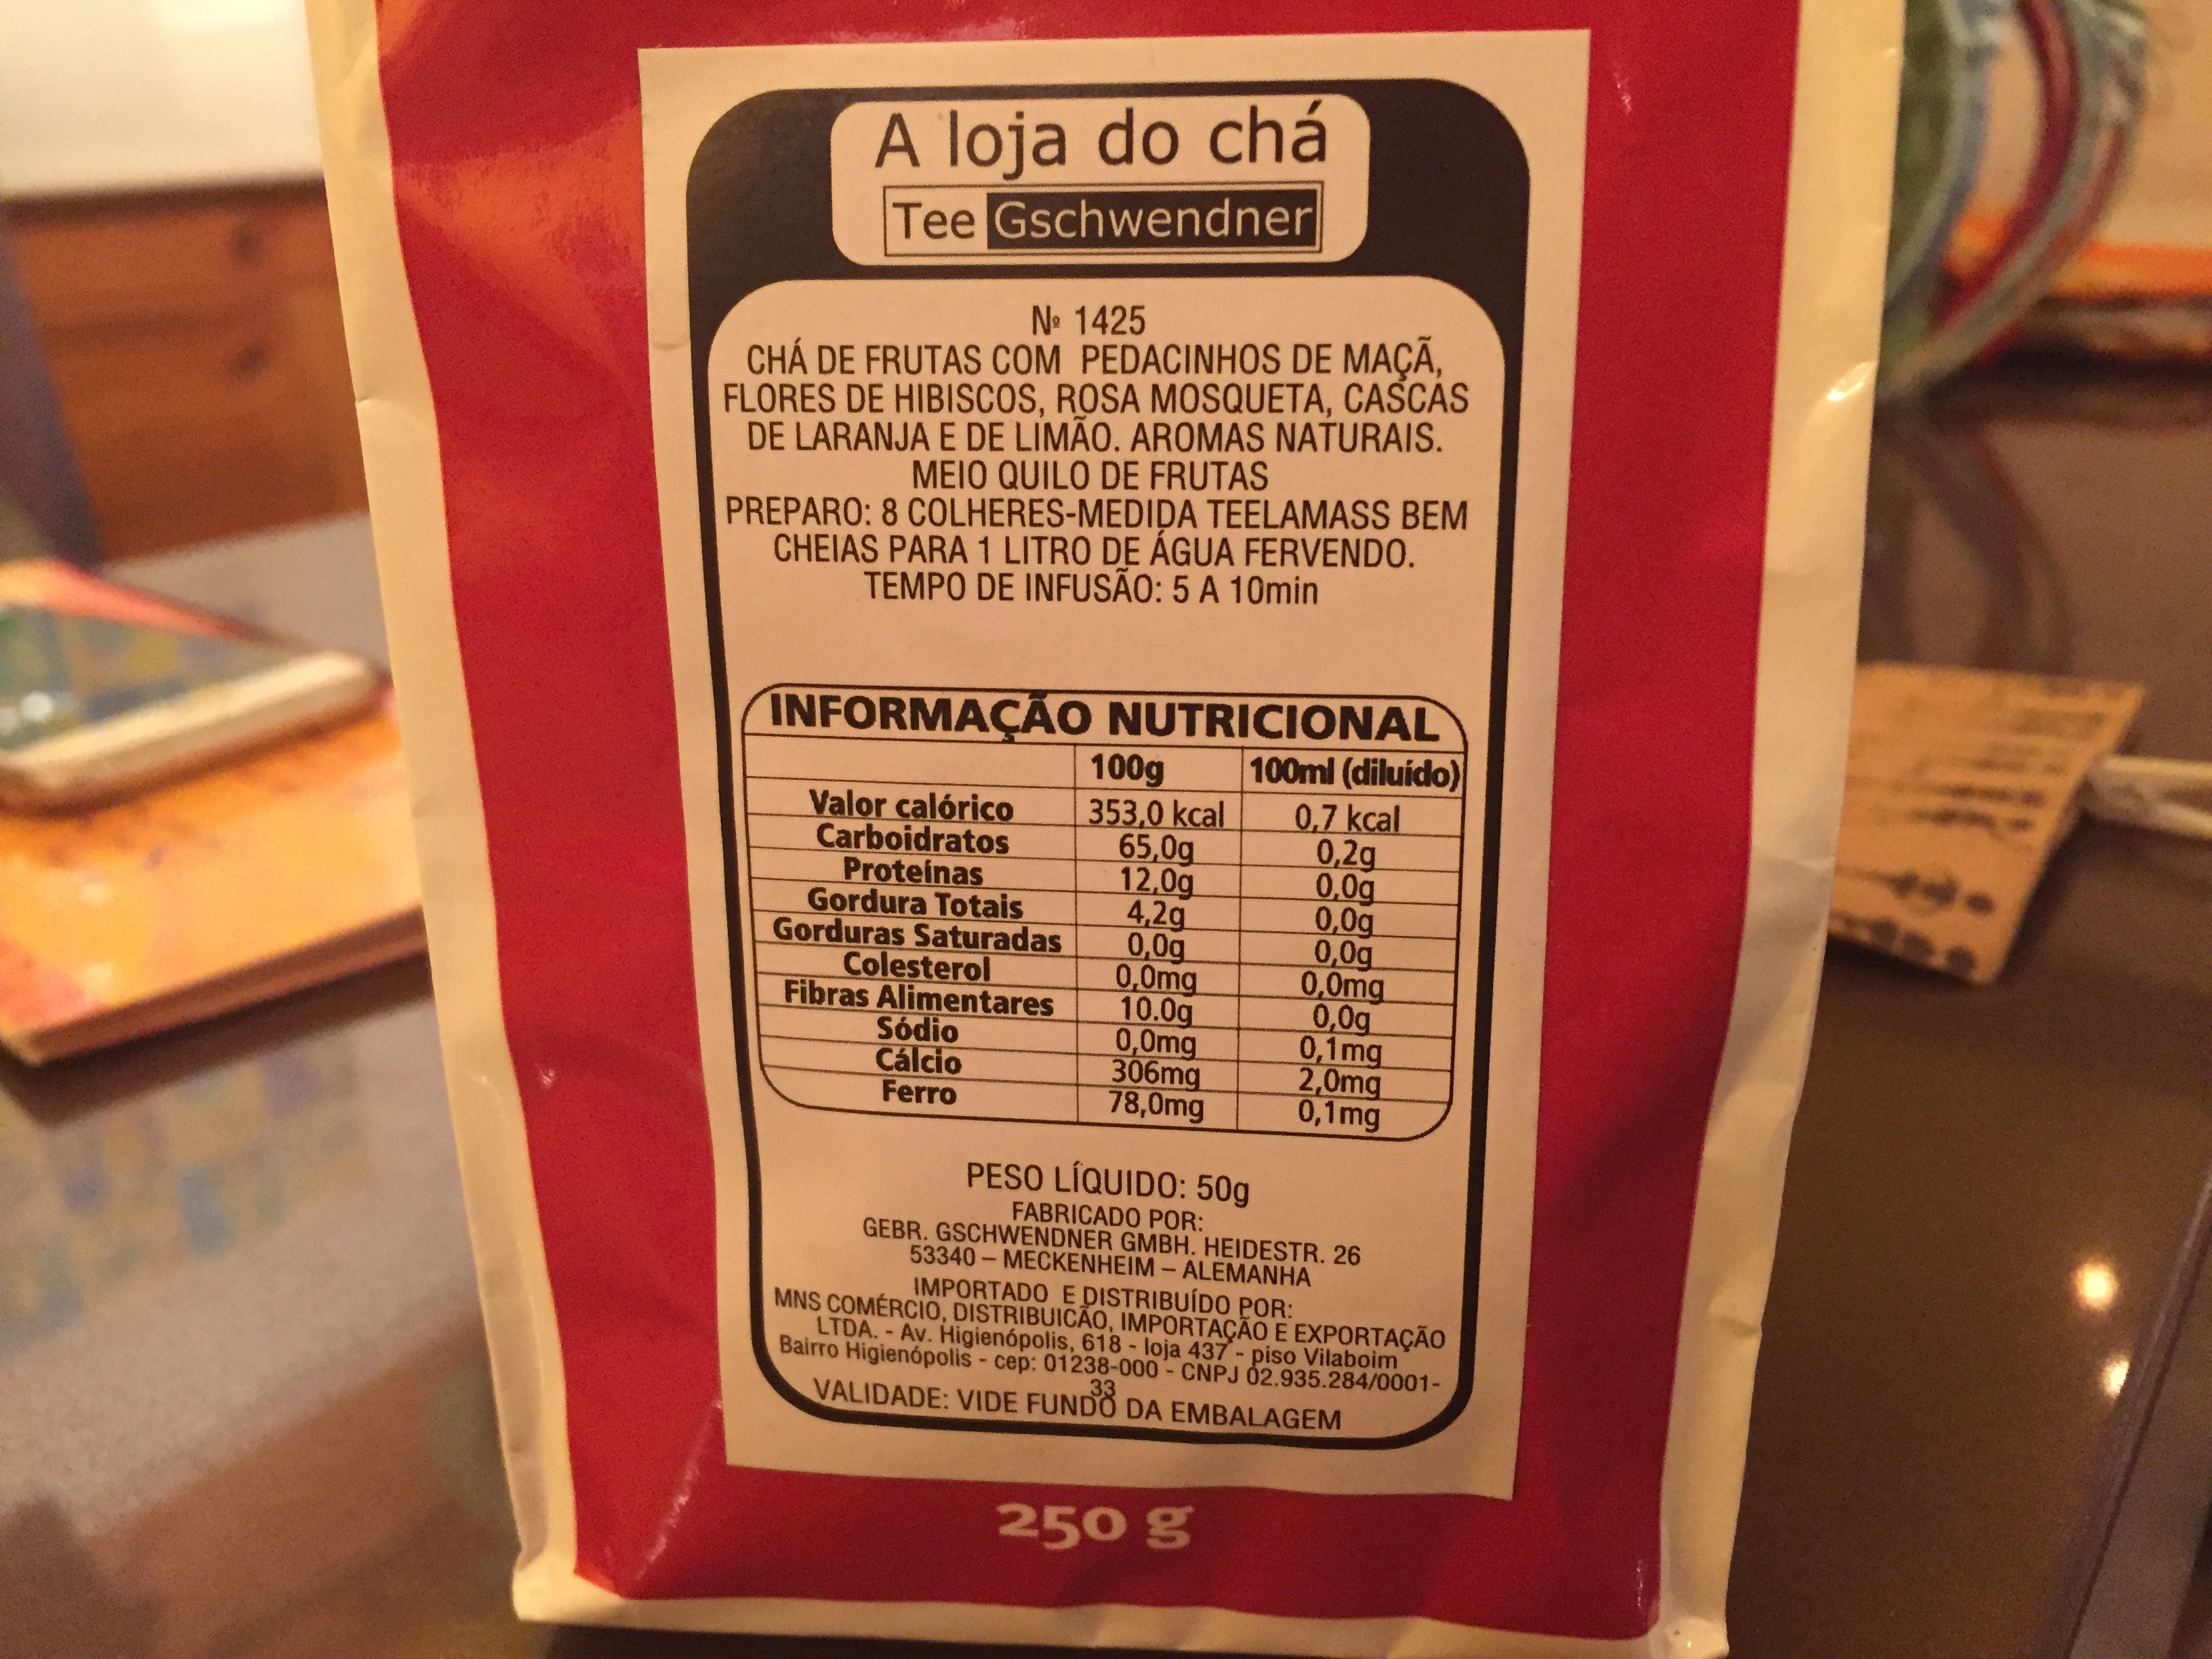 A loja do chá
Tee Gschwendner
Nº 1425
CHÁ DE FRUTAS COM PEDACINHOS DE MAÇÃ,
FLORES DE HIBISCOS, ROSA MOSQUETA, CASCAS
DE LARANJA E DE LIMÃO. AROMAS NATURAIS.
MEIO QUILO DE FRUTAS
PREPARO: 8 COLHERES-MEDIDA TEELAMASS BEM
CHEIAS PARA 1 LITRO DE ÁGUA FERVENDO.
TEMPO DE INFUSÃO: 5 A 10min
INFORMAÇÃO NUTRICIONAL
100g 100ml (diluído)
Valor calórico 353,0 kcal 0,7 kcal
Carboidratos 65,0g 0,2g
Proteínas 12,0g 0,0g
Gordura Totais 4,2g 0,0g
Gorduras Saturadas 0,0g 0,0g
Colesterol 0,0mg 0,0mg
Fibras Alimentares 10.0g 0,0g
Sódio 0,0mg 0,1mg
Cálcio 306mg 2,0mg
Ferro 78,0mg 0,1mg
PESO LÍQUIDO: 50g
FABRICADO POR:
GEBR. GSCHWENDNER GMBH. HEIDESTR. 26
53340 – MECKENHEIM – ALEMANHA
IMPORTADO E DISTRIBUÍDO POR:
MNS COMÉRCIO, DISTRIBUICÃO, IMPORTAÇÃO E EXPORTAÇÃO
LTDA. - Av. Higienópolis, 618 - loja 437 - piso Vilaboim
Bairro Higienópolis - cep: 01238-000 - CNPJ 02.935.284/0001-
33
VALIDADE: VIDE FUNDO DA EMBALAGEM
250 g